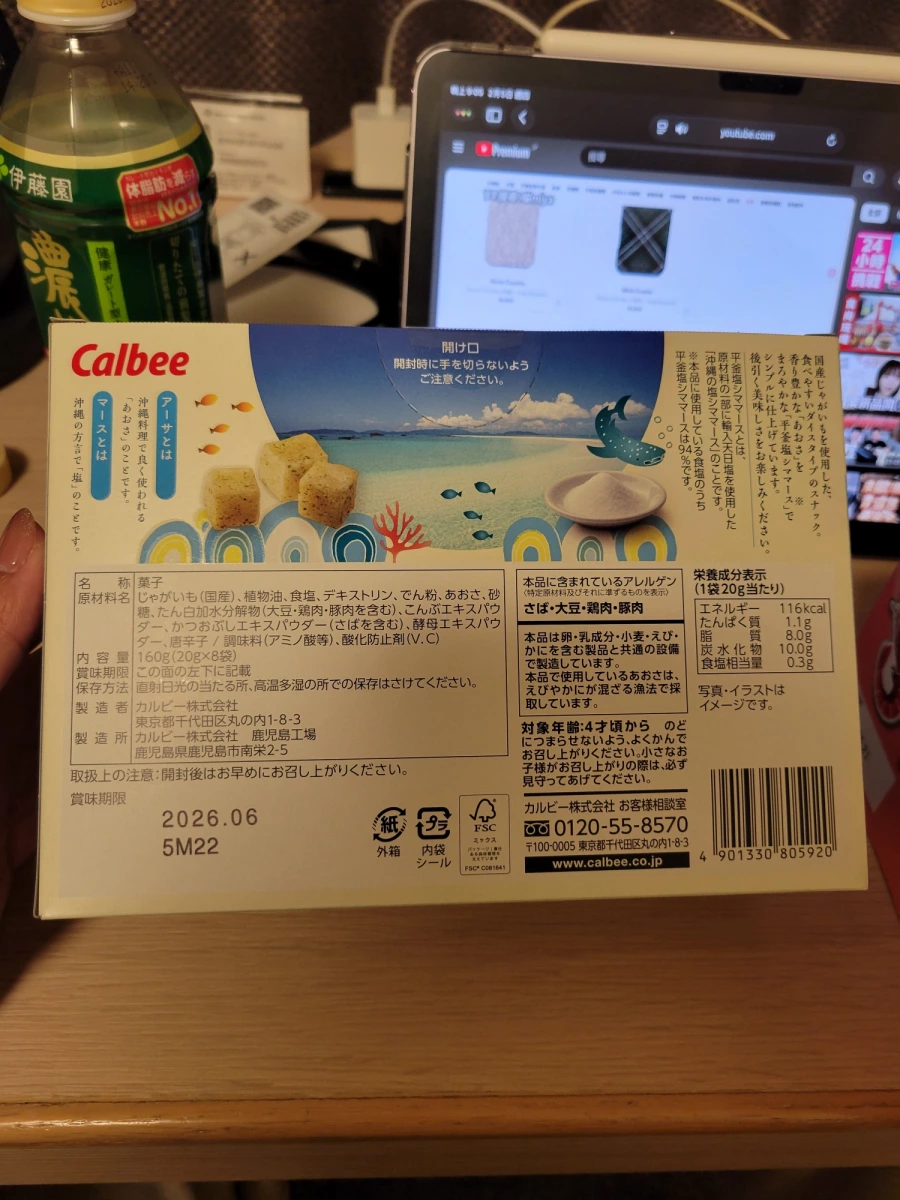 伊藤園
体脂肪を減
No.1
濃
健康
youtube.com
Premium
搜尋
24
小時
Calbee
開け口
開封時に手を切らないよう
ご注意ください。
アーサとは
沖縄料理で良く使われる
「あおさ」のことです。
マースとは
沖縄の方言で「塩」のことです。
国産じゃがいもを使用した、
食べやすいダイスタイプのスナック。
香り豊かな「あおさ」を
まろやかな「平釜塩シママース」※で
シンプルに仕上げています。
後引く美味しさをお楽しみください。
平釜塩シママースとは、
原材料の一部に輸入天日塩を使用した
「沖縄の塩シママース」のことです。
※本品に使用している食塩のうち
平釜塩シママースは94%です。
名称 菓子
原材料名 じゃがいも(国産)、植物油、食塩、デキストリン、でん粉、あおさ、砂
糖、たん白加水分解物(大豆・鶏肉・豚肉を含む)、こんぶエキスパウ
ダー、かつおぶしエキスパウダー(さばを含む)、酵母エキスパウ
ダー、唐辛子 / 調味料(アミノ酸等)、酸化防止剤(V.C)
内容量 160g(20g×8袋)
賞味期限 この面の左下に記載
保存方法 直射日光の当たる所、高温多湿の所での保存はさけてください。
製造者 カルビー株式会社
東京都千代田区丸の内1-8-3
製造所 カルビー株式会社 鹿児島工場
鹿児島県鹿児島市南栄2-5
取扱上の注意:開封後はお早めにお召し上がりください。
賞味期限
2026.06
5M22
紙
外箱
プラ
内袋
シール
FSC
ミックス
FSC® C081641
本品に含まれているアレルゲン
(特定原材料及びそれに準ずるものを表示)
さば・大豆・鶏肉・豚肉
本品は卵・乳成分・小麦・えび・
かにを含む製品と共通の設備
で製造しています。
本品で使用しているあおさは、
えびやかにが混ざる漁法で採
取しています。
対象年齢:4才頃から のど
につまらせないよう、よくかんで
お召し上がりください。小さなお
子様がお召し上がりの際は、必ず
見守ってあげてください。
カルビー株式会社 お客様相談室
0120-55-8570
〒100-0005 東京都千代田区丸の内1-8-3
www.calbee.co.jp
栄養成分表示
(1袋20g当たり)
エネルギー 116kcal
たんぱく質 1.1g
脂質 8.0g
炭水化物 10.0g
食塩相当量 0.3g
写真・イラストは
イメージです。
4 901330 805920